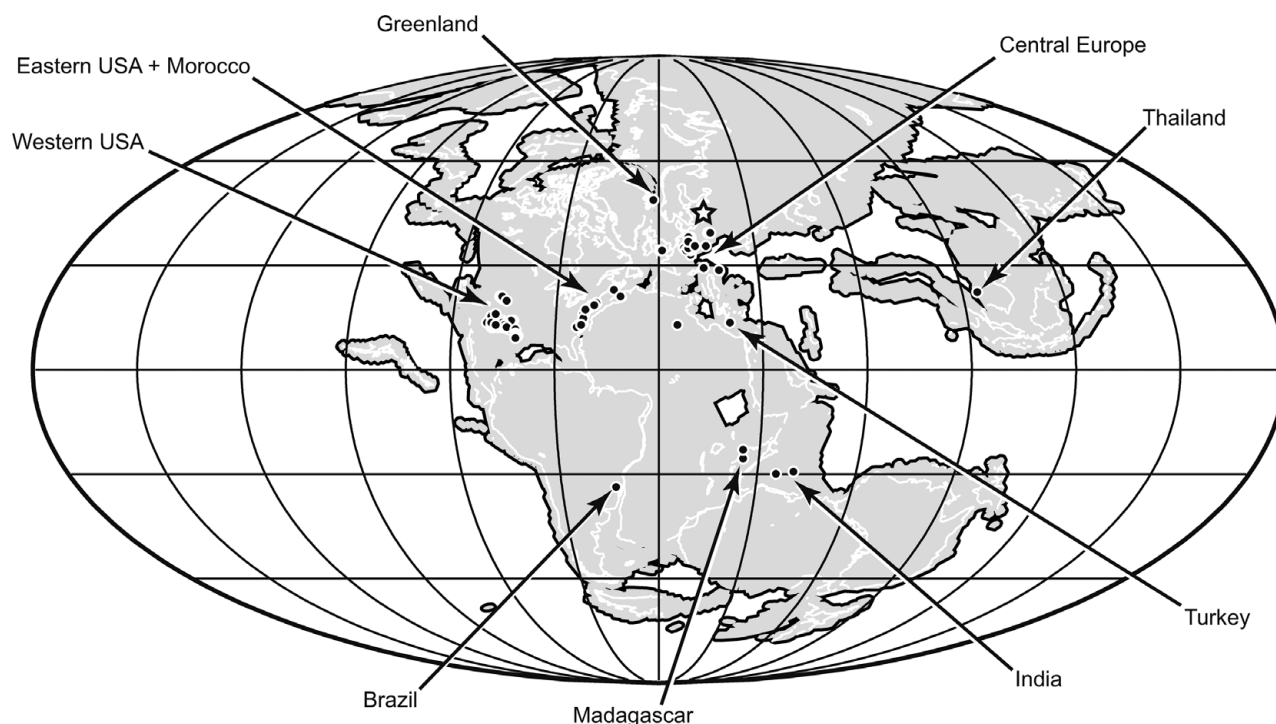 Greenland
Central Europe
Eastern USA + Morocco
Thailand
Western USA
Turkey
India
Brazil
Madagascar